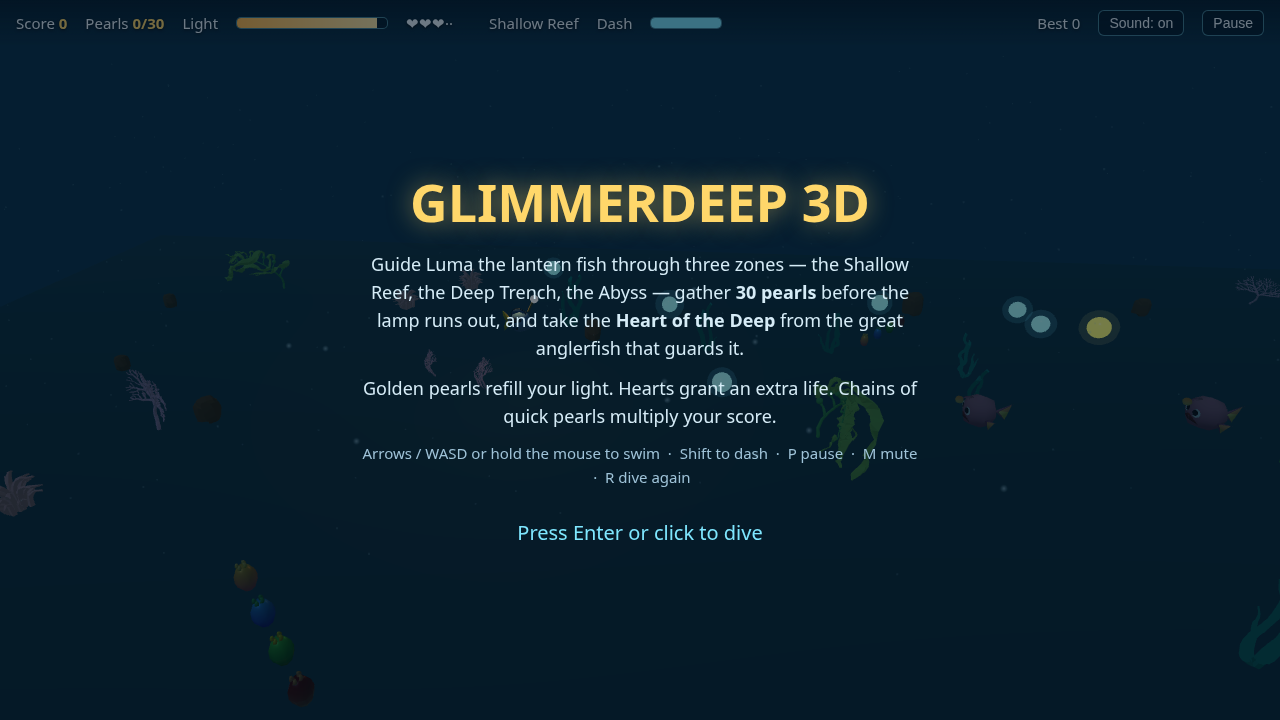 Score 0 Pearls 0/30 Light ❤❤❤·· Shallow Reef Dash Best 0 Sound: on Pause
GLIMMERDEEP 3D
Guide Luma the lantern fish through three zones — the Shallow
Reef, the Deep Trench, the Abyss — gather 30 pearls before the
lamp runs out, and take the Heart of the Deep from the great
anglerfish that guards it.
Golden pearls refill your light. Hearts grant an extra life. Chains of
quick pearls multiply your score.
Arrows / WASD or hold the mouse to swim · Shift to dash · P pause · M mute
· R dive again
Press Enter or click to dive